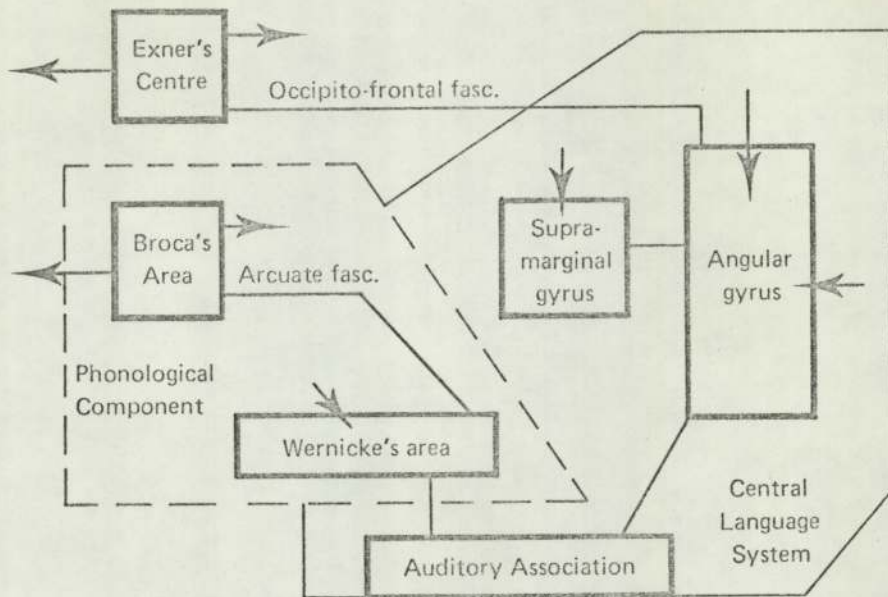 Exner's
Centre
Occipito-frontal fasc.
Broca's
Area
Arcuate fasc.
Supra-
marginal
gyrus
Angular
gyrus
Phonological
Component
Wernicke's area
Central
Language
System
Auditory Association